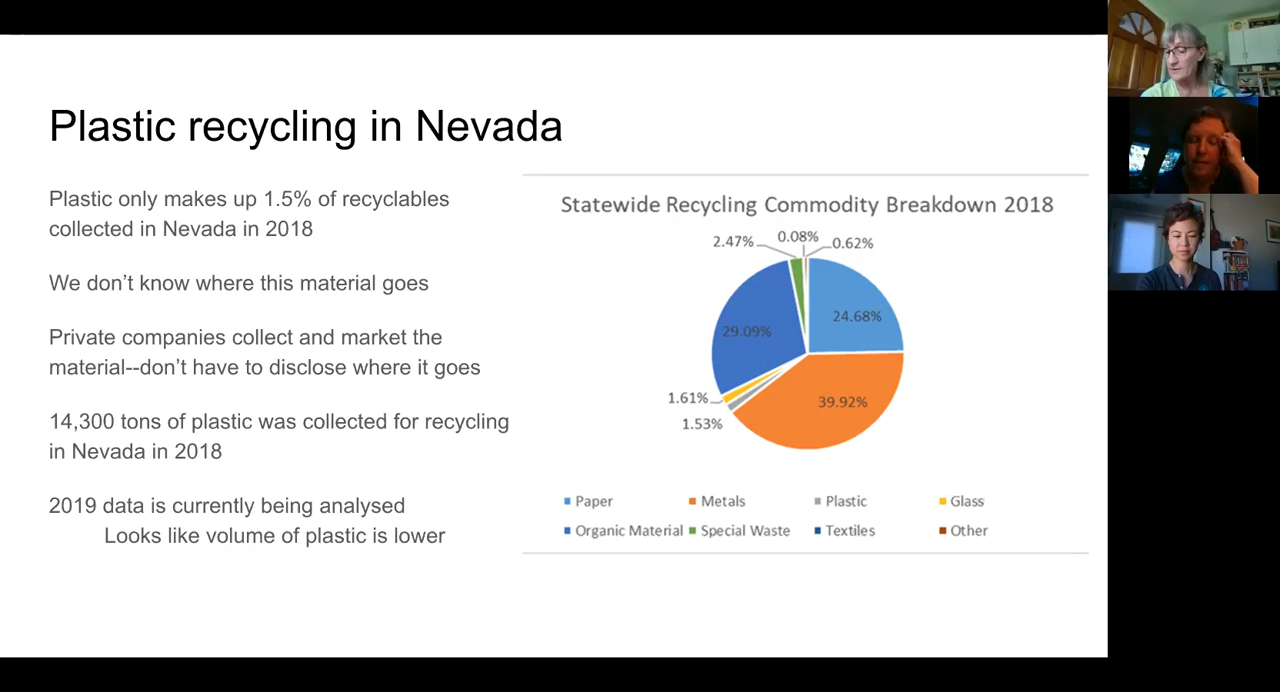 Plastic recycling in Nevada
Plastic only makes up 1.5% of recyclables
collected in Nevada in 2018
We don’t know where this material goes
Private companies collect and market the
material--don’t have to disclose where it goes
14,300 tons of plastic was collected for recycling
in Nevada in 2018
2019 data is currently being analysed
Looks like volume of plastic is lower
Statewide Recycling Commodity Breakdown 2018
2.47%
0.08%
0.62%
24.68%
29.09%
39.92%
1.61%
1.53%
Paper
Metals
Plastic
Glass
Organic Material
Special Waste
Textiles
Other